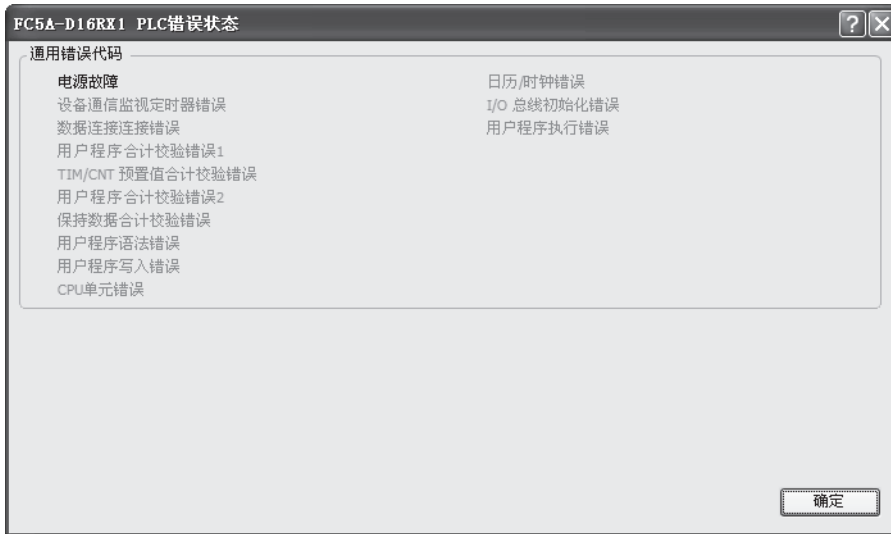 FC5A-D16RX1 PLC错误状态
通用错误代码
电源故障
设备通信监视定时器错误
数据连接连接错误
用户程序合计校验错误1
TIM/CNT 预置值合计校验错误
用户程序合计校验错误2
保持数据合计校验错误
用户程序语法错误
用户程序写入错误
CPU单元错误
日历/时钟错误
I/O 总线初始化错误
用户程序执行错误
确定